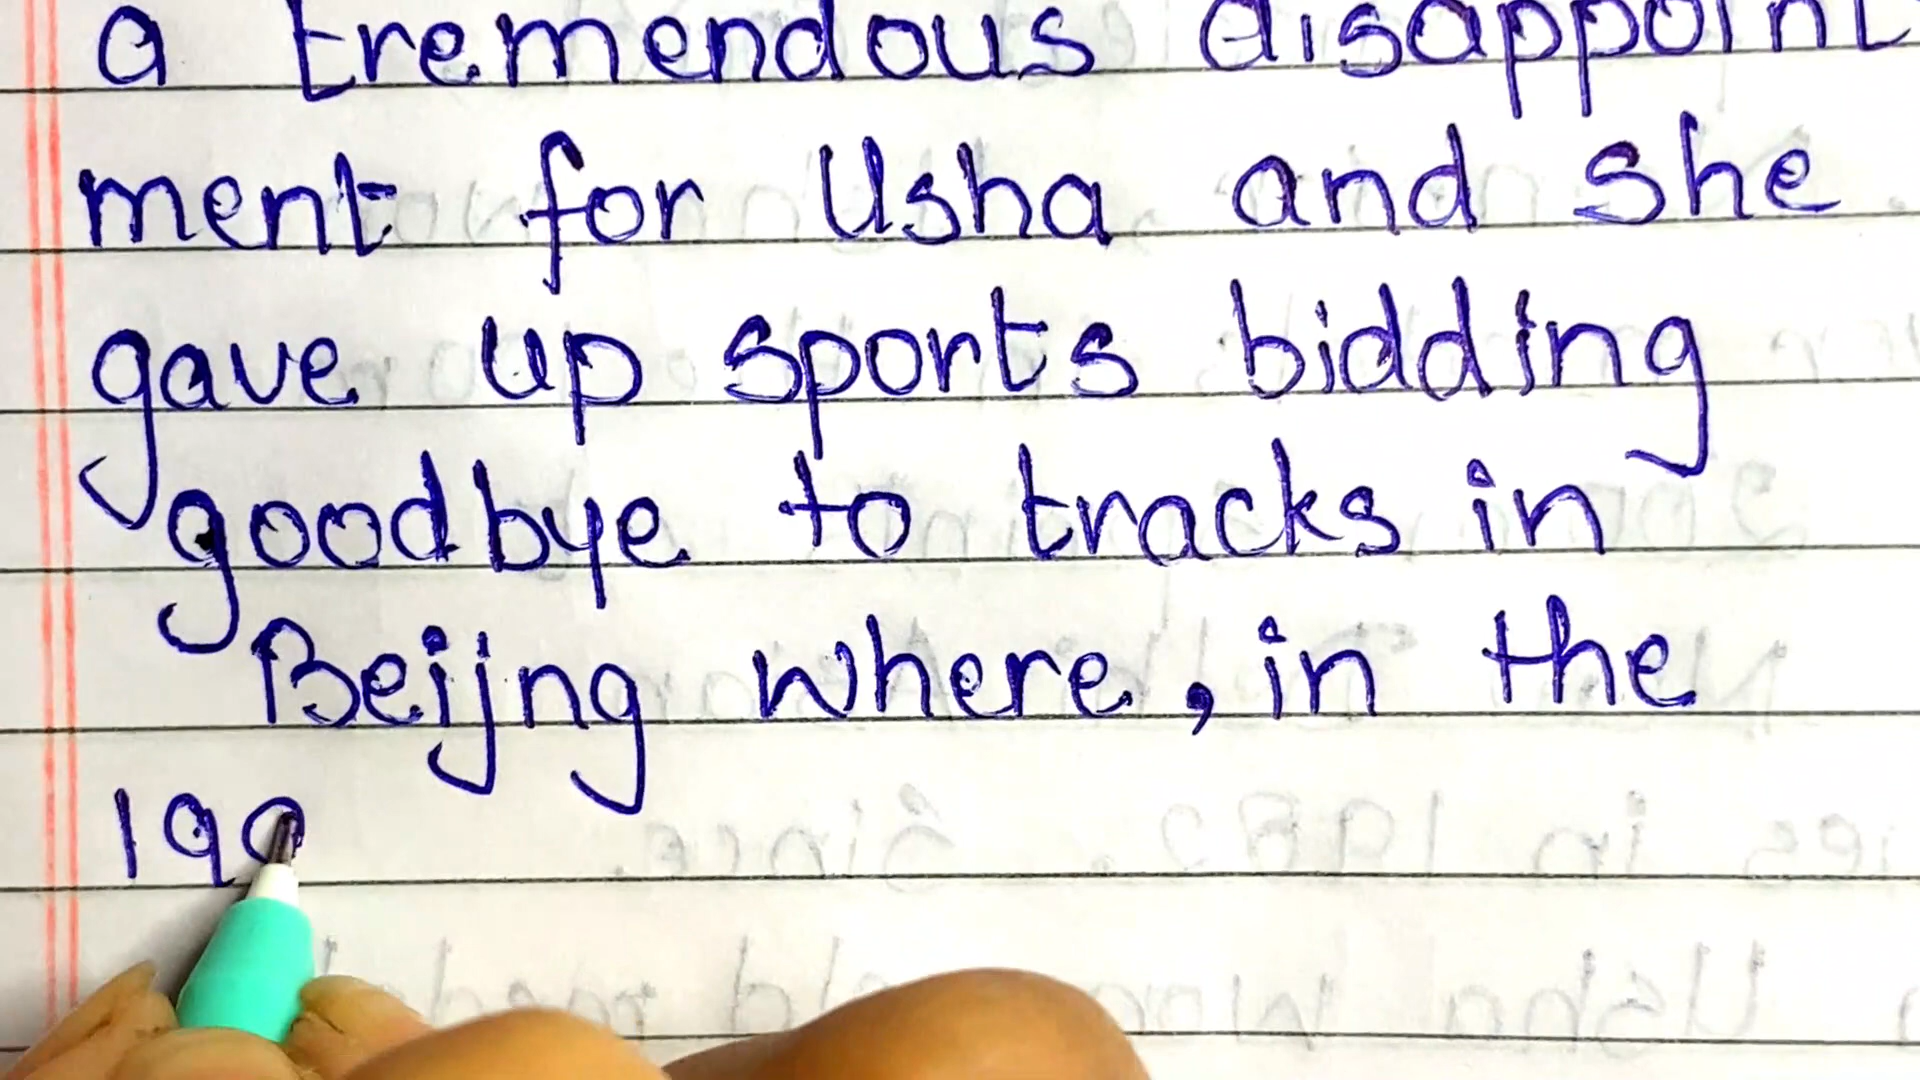 a tremendous disappoint
ment for Usha and she
gave up sports bidding
goodbye to tracks in
Beijng where, in the
199